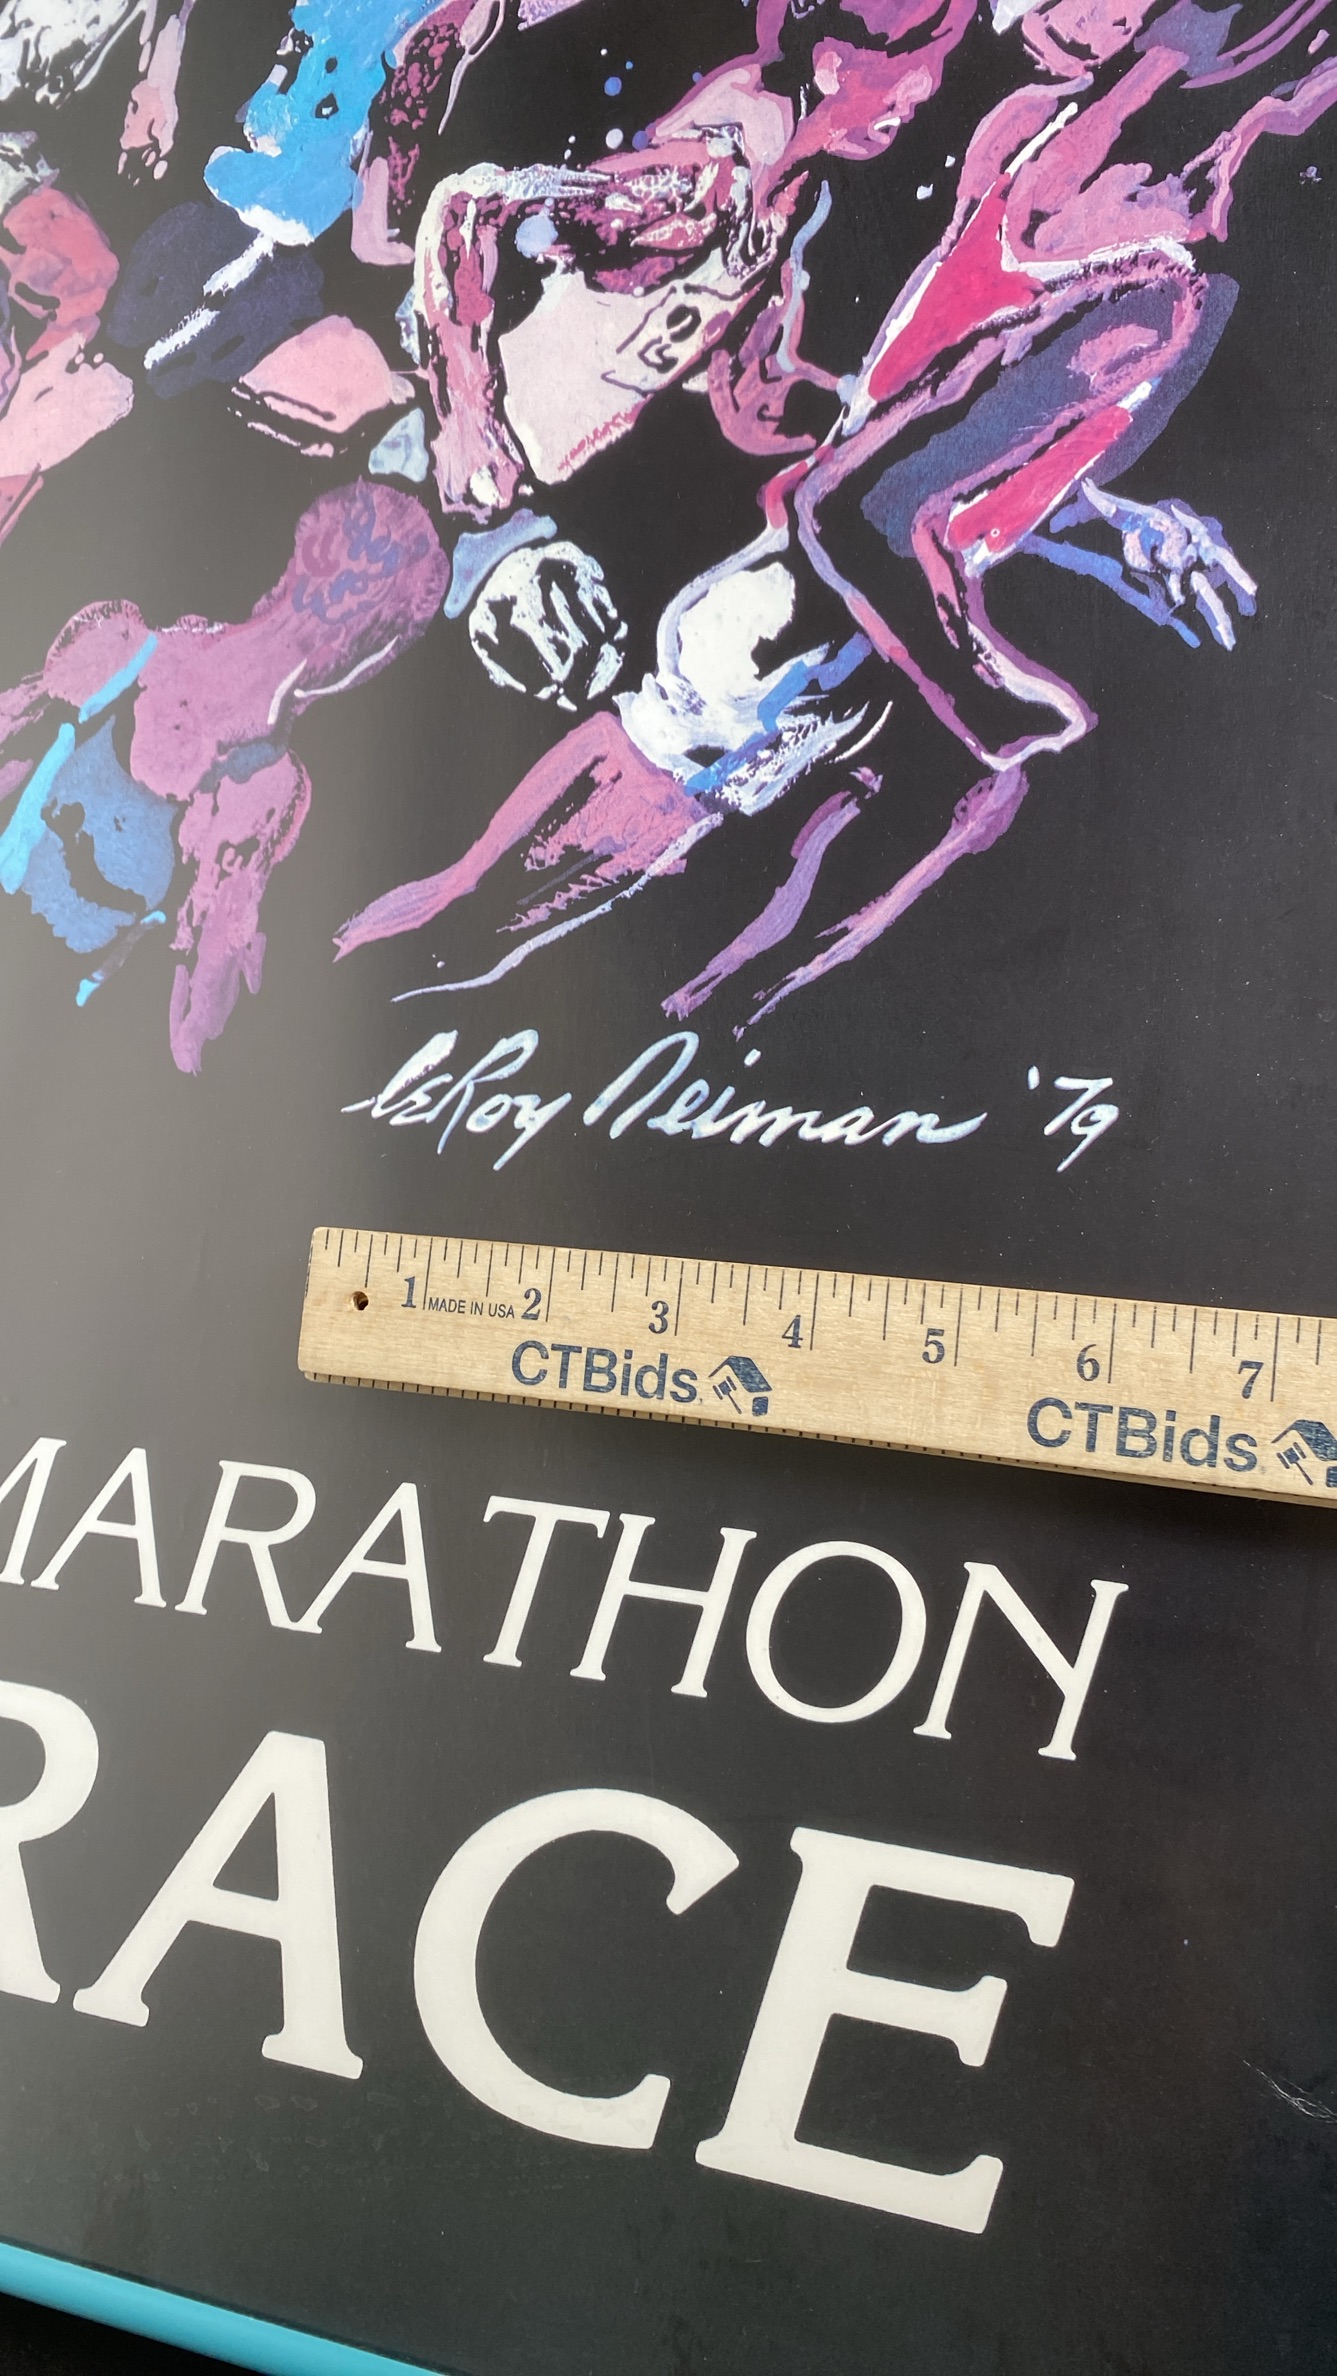 LeRoy Neiman '79
1 MADE IN USA 2 3 4 5 6 7
CTBids CTBids
MARATHON
RACE